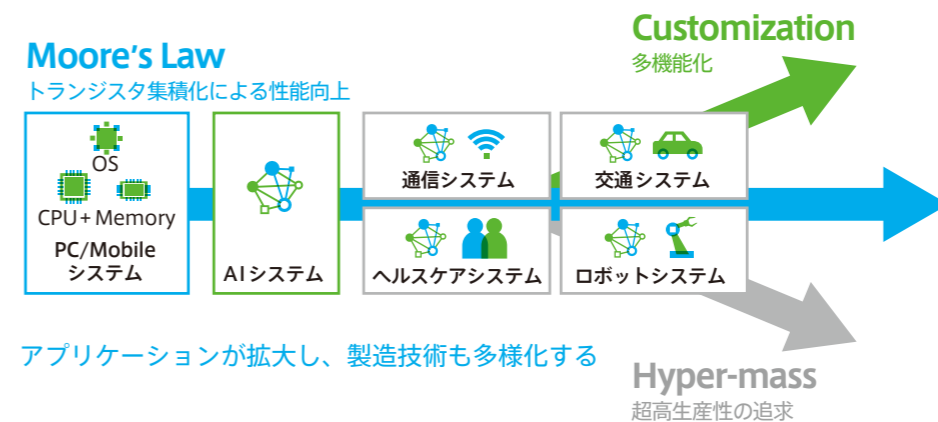 Customization
多機能化
Moore's Law
トランジスタ集積化による性能向上
OS
CPU+Memory
PC/Mobile
システム
AIシステム
通信システム
交通システム
ヘルスケアシステム
ロボットシステム
アプリケーションが拡大し、製造技術も多様化する
Hyper-mass
超高生産性の追求